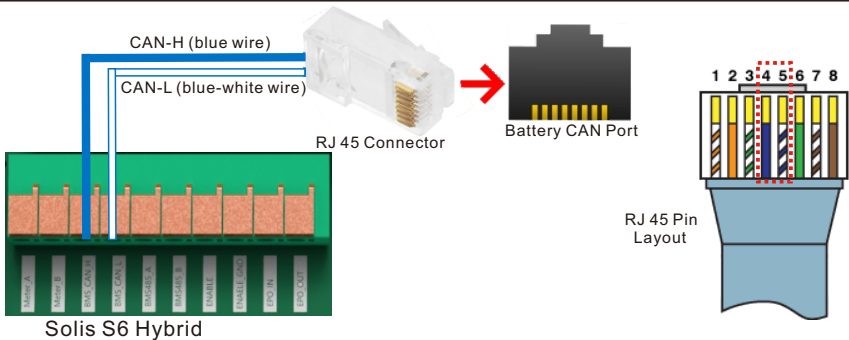 CAN-H (blue wire)
CAN-L (blue-white wire)
RJ 45 Connector
Battery CAN Port
1 2 3 4 5 6 7 8
RJ 45 Pin
Layout
Meter_A
Meter_B
BMS_CAN_H
BMS_CAN_L
BMS485_A
BMS485_B
ENABLE
ENAELE_GND
EPO_IN
EPO_OUT
Solis S6 Hybrid